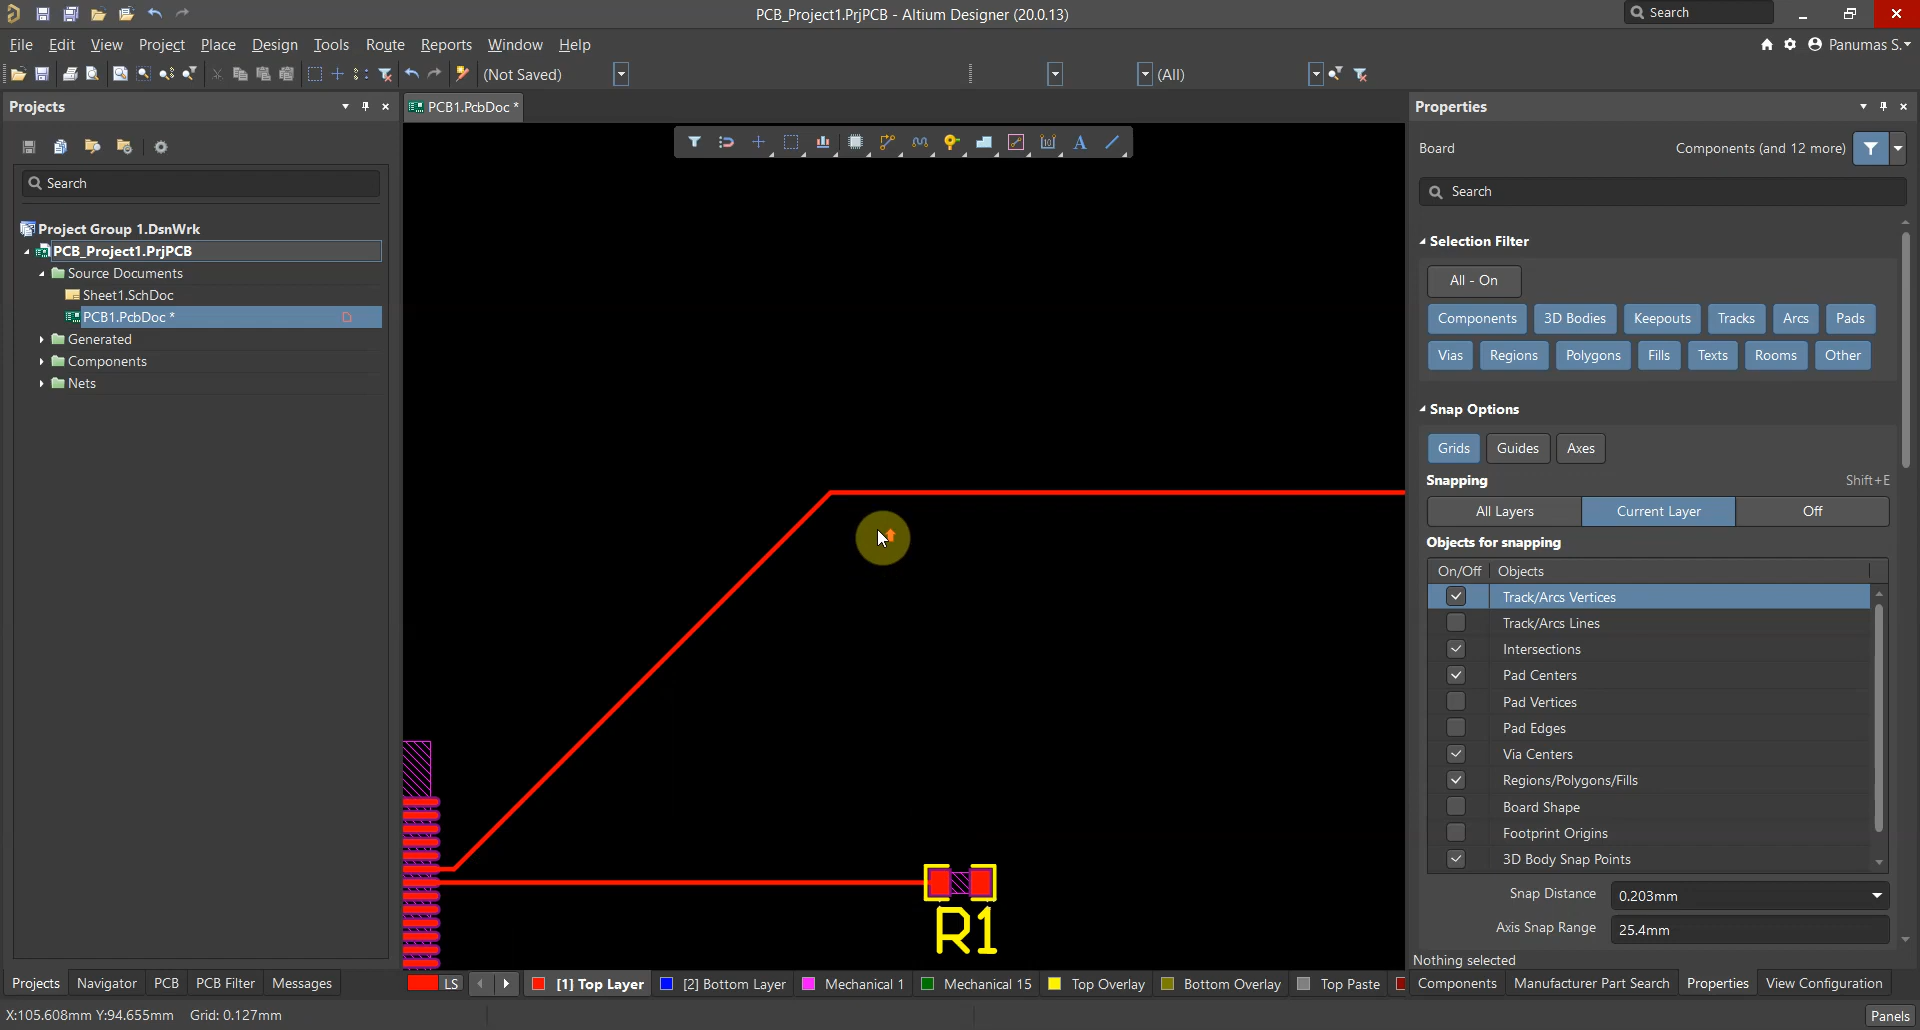 PCB_Project1.PrjPCB - Altium Designer (20.0.13)
Search
File Edit View Project Place Design Tools Route Reports Window Help
Panumas S.
(Not Saved)
(All)
Projects
PCB1.PcbDoc *
Properties
Board
Components (and 12 more)
Search
Search
Project Group 1.DsnWrk
PCB_Project1.PrjPCB
Source Documents
Sheet1.SchDoc
PCB1.PcbDoc *
Generated
Components
Nets
Selection Filter
All - On
Components 3D Bodies Keepouts Tracks Arcs Pads
Vias Regions Polygons Fills Texts Rooms Other
Snap Options
Grids Guides Axes
Snapping Shift+E
All Layers Current Layer Off
Objects for snapping
On/Off Objects
Track/Arcs Vertices
Track/Arcs Lines
Intersections
Pad Centers
Pad Vertices
Pad Edges
Via Centers
Regions/Polygons/Fills
Board Shape
Footprint Origins
3D Body Snap Points
Snap Distance 0.203mm
Axis Snap Range 25.4mm
Nothing selected
R1
Projects Navigator PCB PCB Filter Messages
LS [1] Top Layer [2] Bottom Layer Mechanical 1 Mechanical 15 Top Overlay Bottom Overlay Top Paste
Components Manufacturer Part Search Properties View Configuration
X:105.608mm Y:94.655mm Grid: 0.127mm
Panels